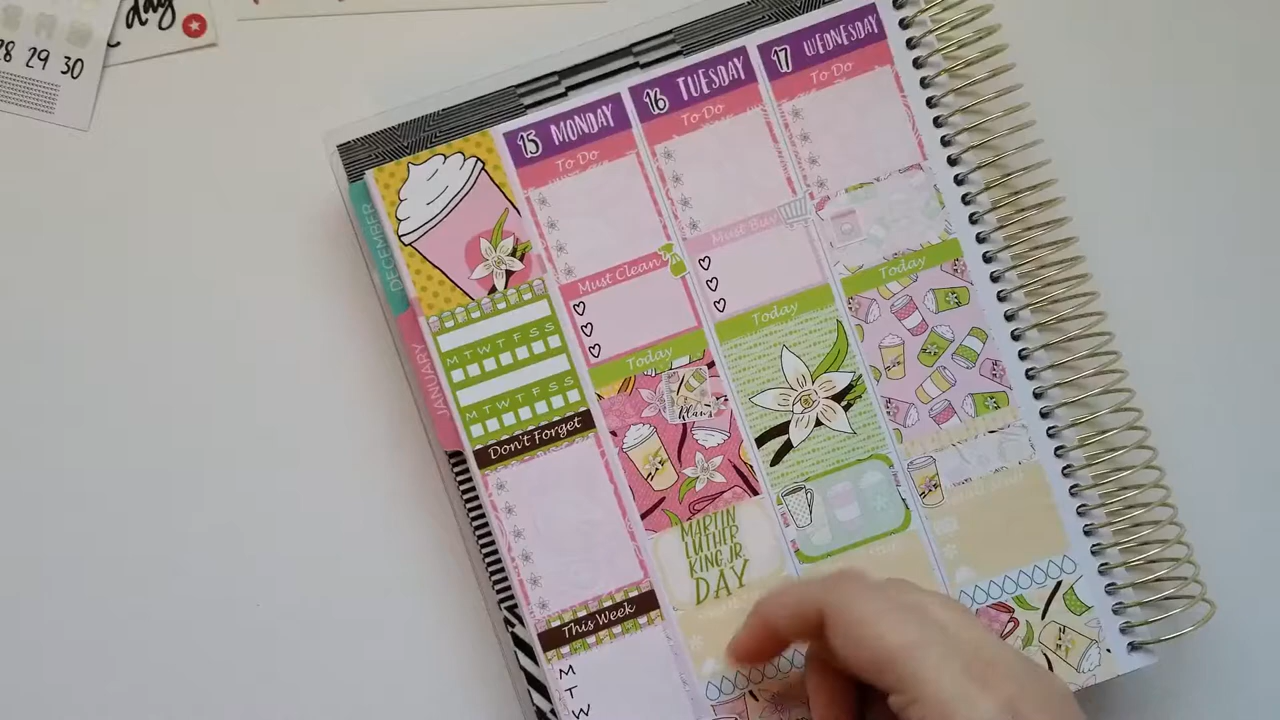 day
28 29 30
DECEMBER
JANUARY
15 MONDAY
To Do
Must Clean
Today
Plans
MARTIN
LUTHER
KING, JR.
DAY
16 TUESDAY
To Do
Must Buy
Today
17 WEDNESDAY
To Do
Today
M T W T F S S
M T W T F S S
Don't Forget
This Week
M
T
W